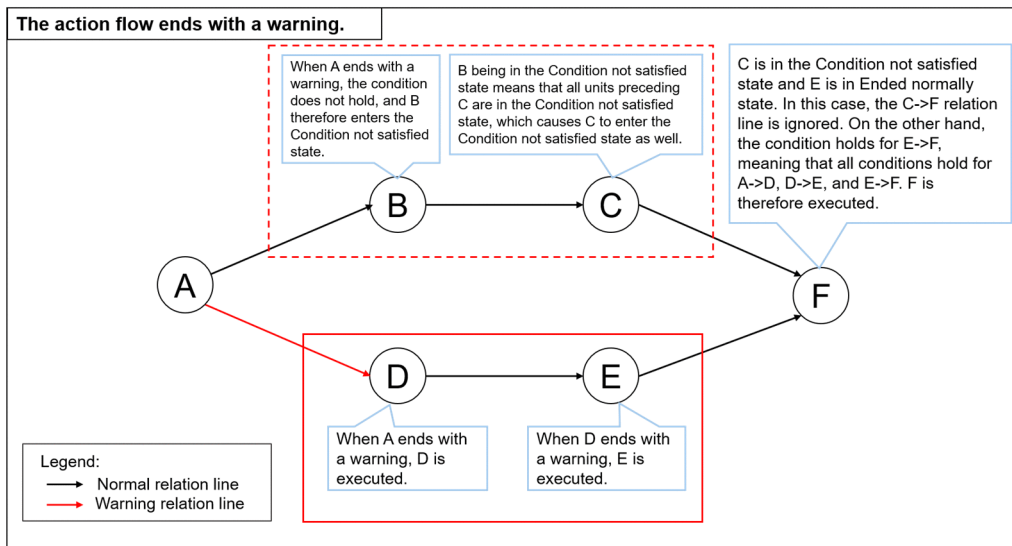 The action flow ends with a warning.
When A ends with a
warning, the condition
does not hold, and B
therefore enters the
Condition not satisfied
state.
B being in the Condition not satisfied
state means that all units preceding
C are in the Condition not satisfied
state, which causes C to enter the
Condition not satisfied state as well.
C is in the Condition not satisfied
state and E is in Ended normally
state. In this case, the C->F relation
line is ignored. On the other hand,
the condition holds for E->F,
meaning that all conditions hold for
A->D, D->E, and E->F. F is
therefore executed.
B
C
A
F
D
E
When A ends with
a warning, D is
executed.
When D ends with
a warning, E is
executed.
Legend:
Normal relation line
Warning relation line